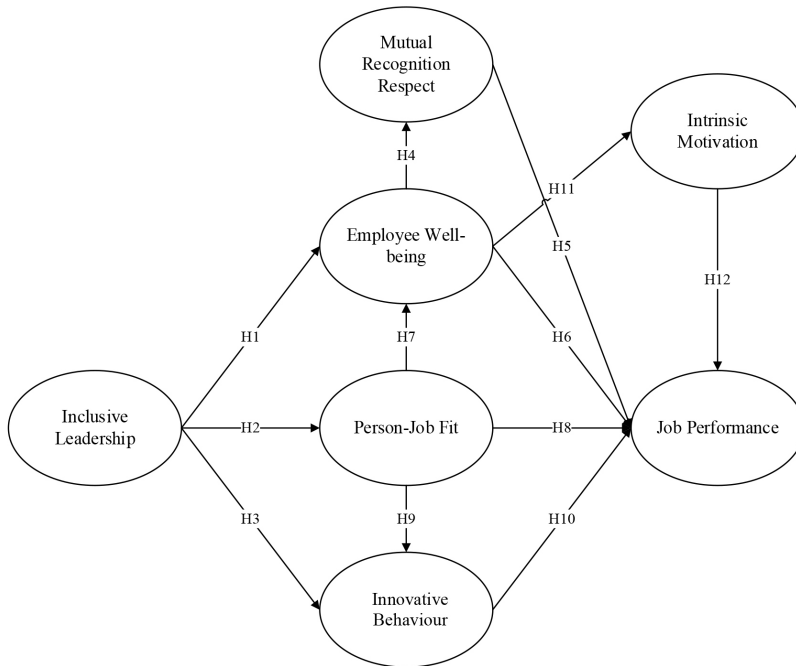 Mutual
Recognition
Respect
Intrinsic
Motivation
H4
H11
Employee Well-
being
H5
H12
H1
H7
H6
Inclusive
Leadership
H2
Person-Job Fit
H8
Job Performance
H3
H9
H10
Innovative
Behaviour